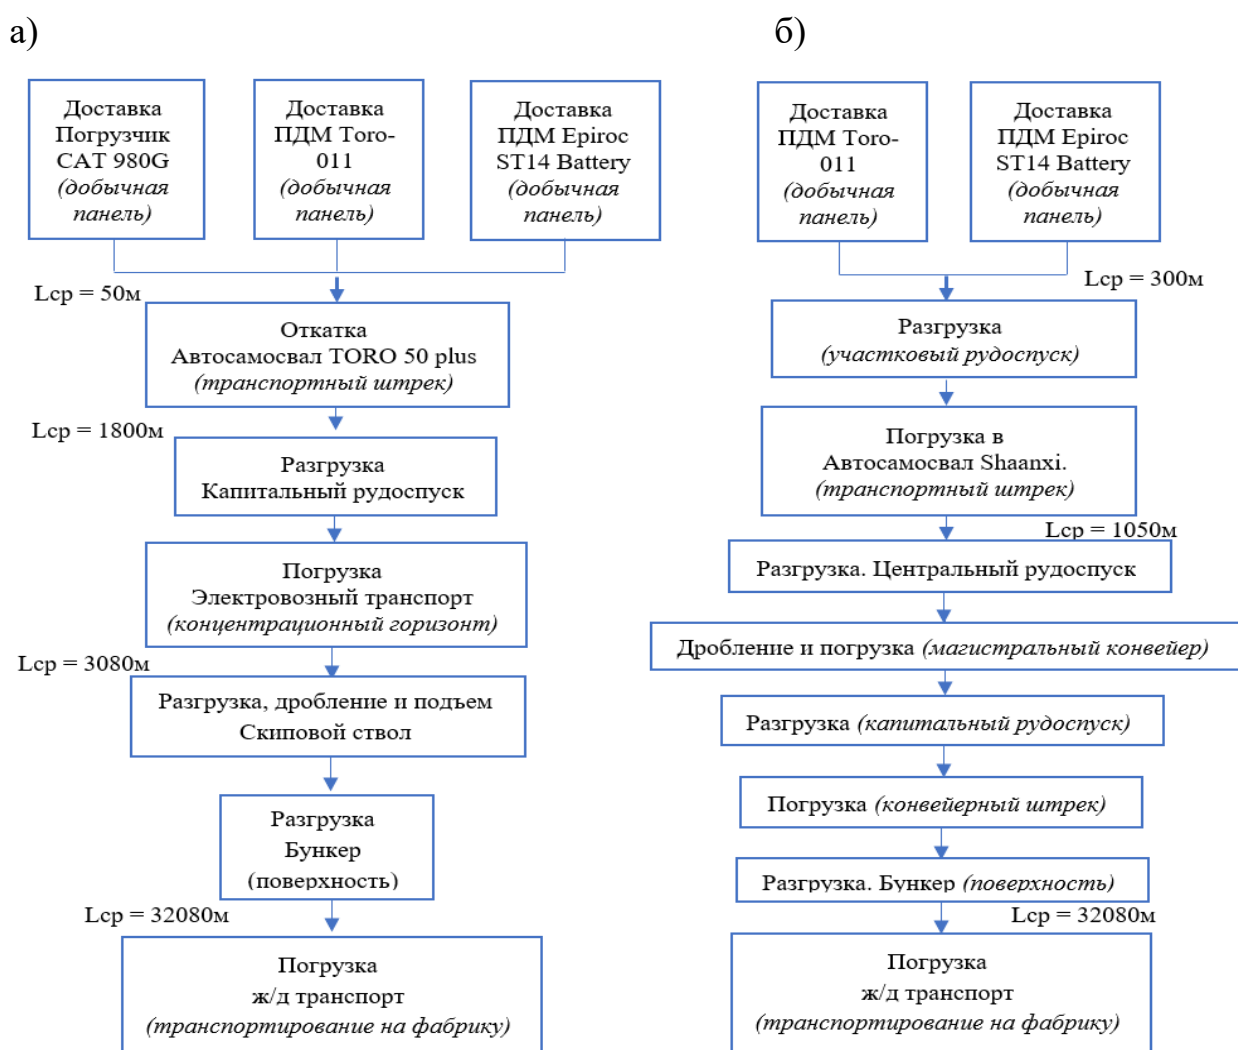 а)
Доставка
Погрузчик
CAT 980G
(добычная
панель)
Доставка
ПДМ Toro-
011
(добычная
панель)
Доставка
ПДМ Epiroc
ST14 Battery
(добычная
панель)
Lср = 50м
Откатка
Автосамосвал TORO 50 plus
(транспортный штрек)
Lср = 1800м
Разгрузка
Капитальный рудоспуск
Погрузка
Электровозный транспорт
(концентрационный горизонт)
Lср = 3080м
Разгрузка, дробление и подъем
Скиповой ствол
Разгрузка
Бункер
(поверхность)
Lср = 32080м
Погрузка
ж/д транспорт
(транспортирование на фабрику)
б)
Доставка
ПДМ Toro-
011
(добычная
панель)
Доставка
ПДМ Epiroc
ST14 Battery
(добычная
панель)
Lср = 300м
Разгрузка
(участковый рудоспуск)
Погрузка в
Автосамосвал Shaanxi.
(транспортный штрек)
Lср = 1050м
Разгрузка. Центральный рудоспуск
Дробление и погрузка (магистральный конвейер)
Разгрузка (капитальный рудоспуск)
Погрузка (конвейерный штрек)
Разгрузка. Бункер (поверхность)
Lср = 32080м
Погрузка
ж/д транспорт
(транспортирование на фабрику)